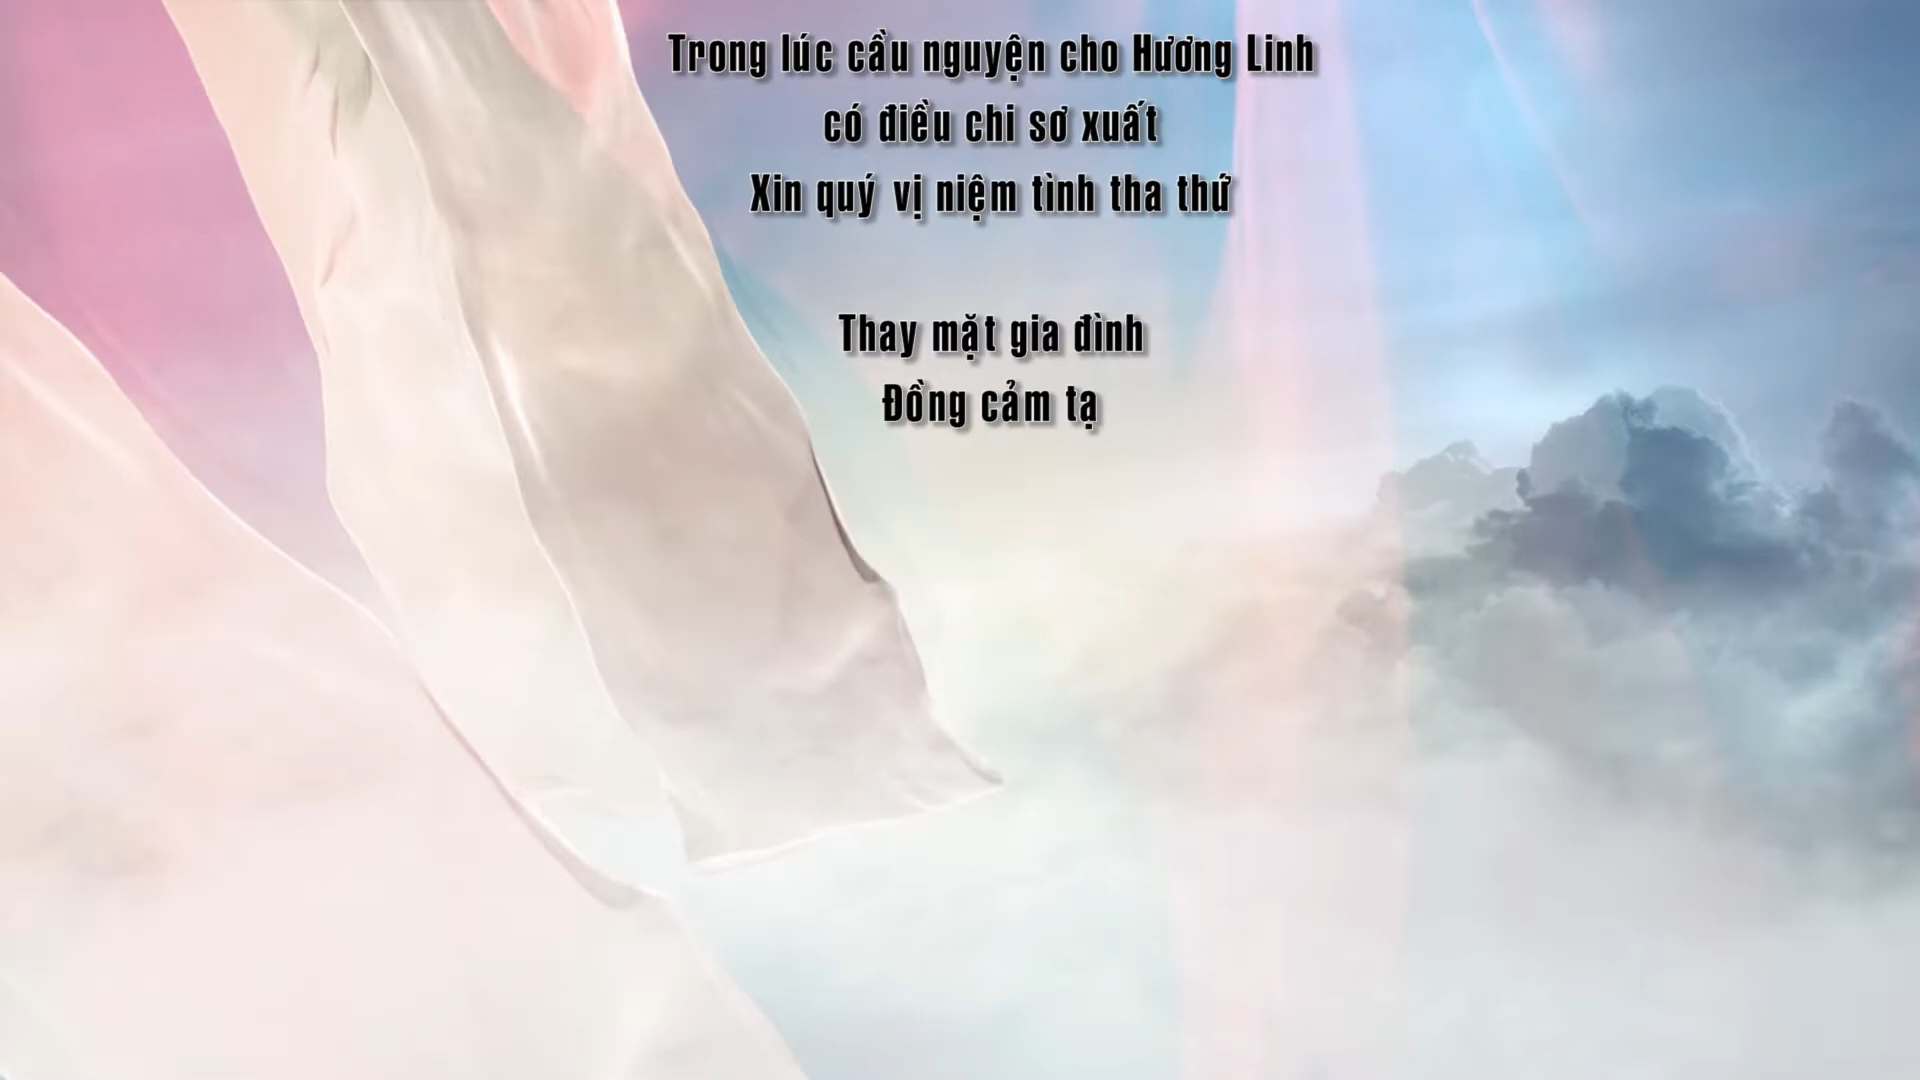 Trong lúc cầu nguyện cho Hương Linh
có điều chi sơ xuất
Xin quý vị niệm tình tha thứ
Thay mặt gia đình
Đồng cảm tạ